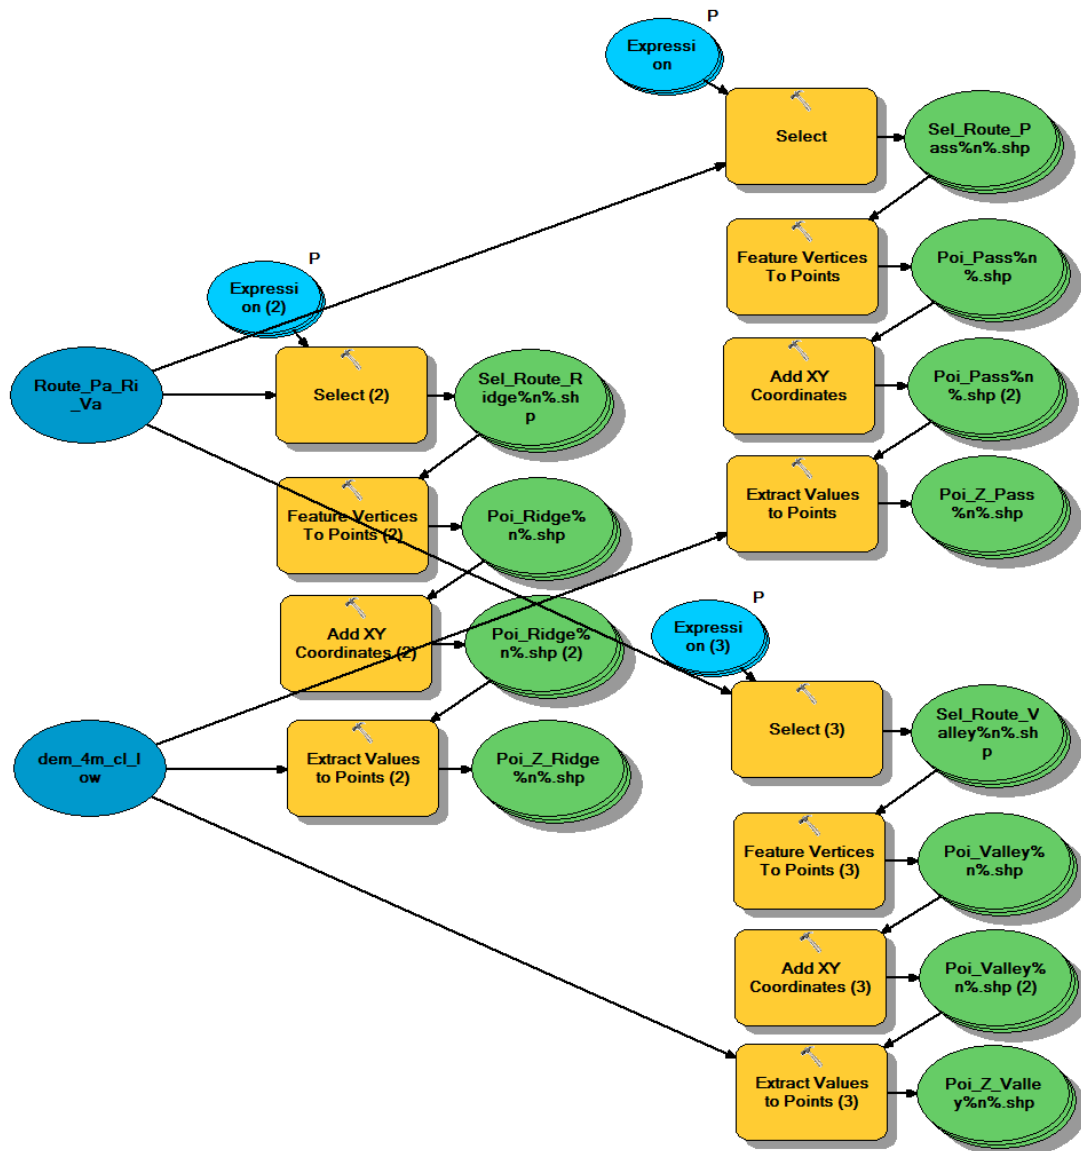 P
Expressi
on
Select
Sel_Route_P
ass%n%.shp
Feature Vertices
To Points
Poi_Pass%n
%.shp
Add XY
Coordinates
Poi_Pass%n
%.shp (2)
Extract Values
to Points
Poi_Z_Pass
%n%.shp
P
Expressi
on (2)
Route_Pa_Ri
_Va
Select (2)
Sel_Route_R
idge%n%.sh
p
Feature Vertices
To Points (2)
Poi_Ridge%
n%.shp
Add XY
Coordinates (2)
Poi_Ridge%
n%.shp (2)
dem_4m_cl_l
ow
Extract Values
to Points (2)
Poi_Z_Ridge
%n%.shp
P
Expressi
on (3)
Select (3)
Sel_Route_V
alley%n%.sh
p
Feature Vertices
To Points (3)
Poi_Valley%
n%.shp
Add XY
Coordinates (3)
Poi_Valley%
n%.shp (2)
Extract Values
to Points (3)
Poi_Z_Valle
y%n%.shp